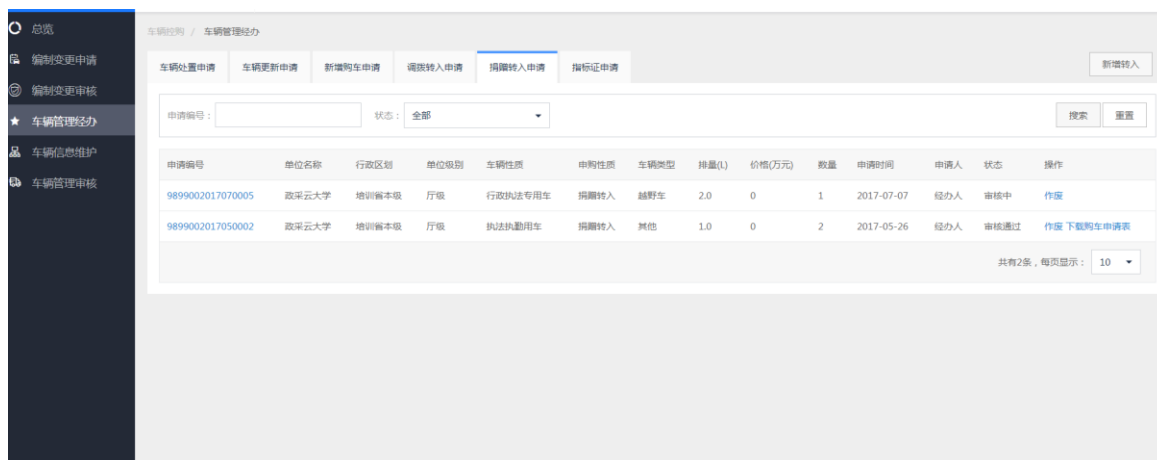 总览
编制变更申请
编制变更审核
车辆管理经办
车辆信息维护
车辆管理审核
车辆控购 / 车辆管理经办
车辆处置申请 车辆更新申请 新增购车申请 调拨转入申请 捐赠转入申请 指标证申请 新增转入
申请编号： 状态： 全部 搜索 重置
申请编号 单位名称 行政区划 单位级别 车辆性质 申购性质 车辆类型 排量(L) 价格(万元) 数量 申请时间 申请人 状态 操作
9899002017070005 政采云大学 培训省本级 厅级 行政执法专用车 捐赠转入 越野车 2.0 0 1 2017-07-07 经办人 审核中 作废
9899002017050002 政采云大学 培训省本级 厅级 执法执勤用车 捐赠转入 其他 1.0 0 2 2017-05-26 经办人 审核通过 作废 下载购车申请表
共有2条，每页显示： 10